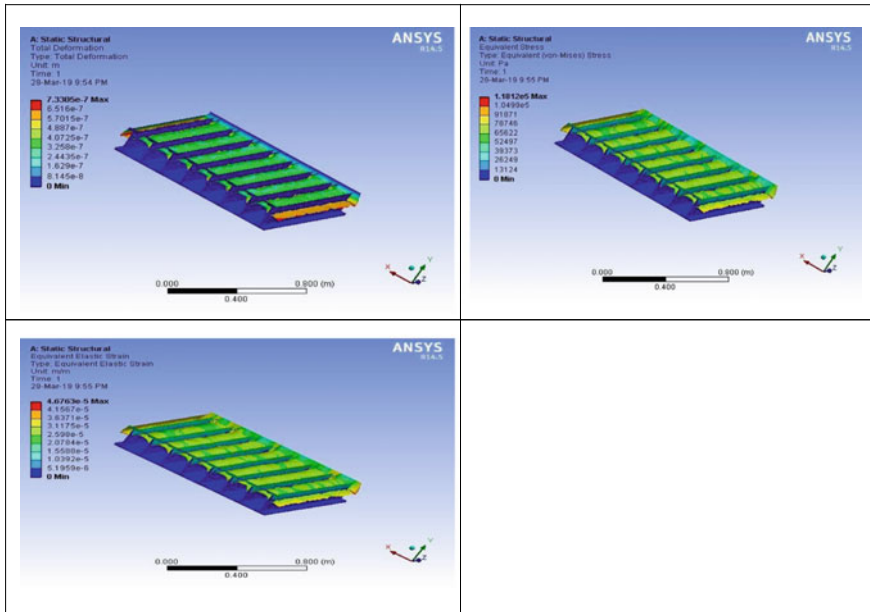 A: Static Structural
Total Deformation
Type: Total Deformation
Unit: m
Time: 1
29-Mar-19 9:54 PM
ANSYS
R14.5
7.3305e-7 Max
6.516e-7
5.7015e-7
4.887e-7
4.0725e-7
3.258e-7
2.4435e-7
1.629e-7
8.145e-8
0 Min
0.000
0.800 (m)
0.400
X
Y
Z
A: Static Structural
Equivalent Stress
Type: Equivalent (von-Mises) Stress
Unit: Pa
Time: 1
29-Mar-19 9:55 PM
ANSYS
R14.5
1.1812e5 Max
1.0499e5
91871
78746
65622
52497
39373
26249
13124
0 Min
0.000
0.800 (m)
0.400
X
Y
Z
A: Static Structural
Equivalent Elastic Strain
Type: Equivalent Elastic Strain
Unit: m/m
Time: 1
29-Mar-19 9:55 PM
ANSYS
R14.5
4.6763e-5 Max
4.1567e-5
3.6371e-5
3.1175e-5
2.598e-5
2.0784e-5
1.5588e-5
1.0392e-5
5.1959e-6
0 Min
0.000
0.800 (m)
0.400
X
Y
Z